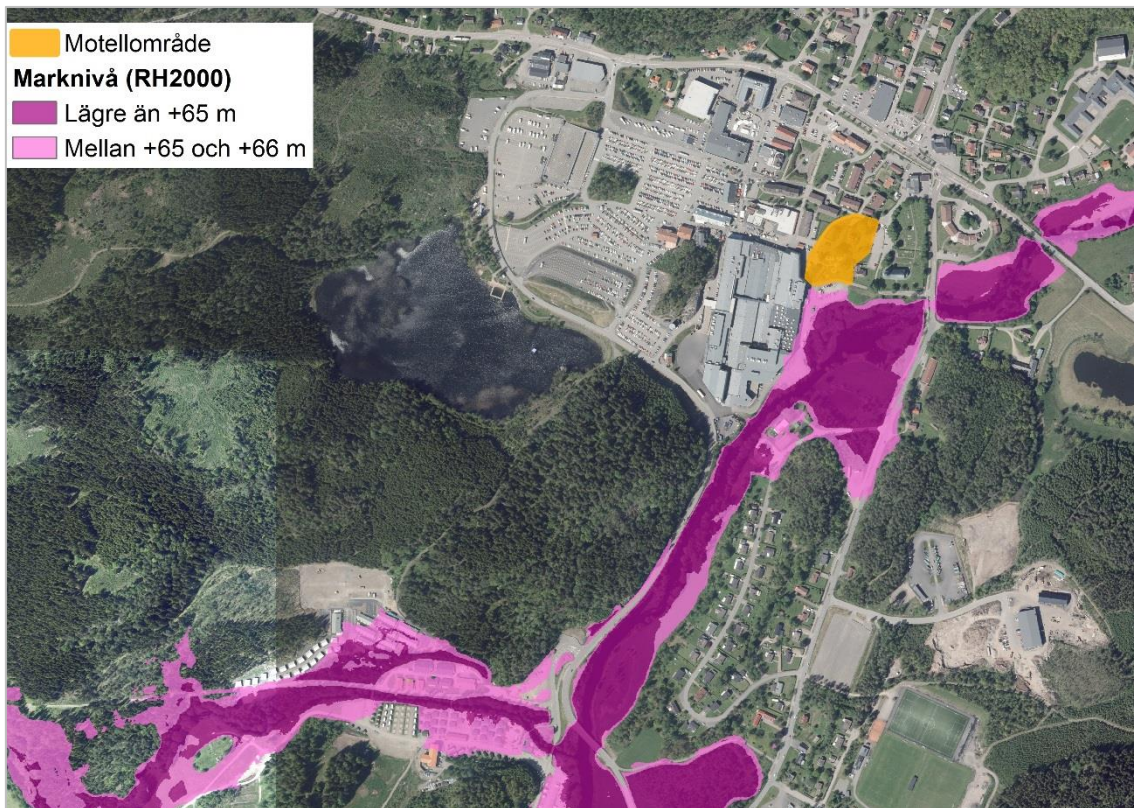 Motellområde
Marknivå (RH2000)
Lägre än +65 m
Mellan +65 och +66 m